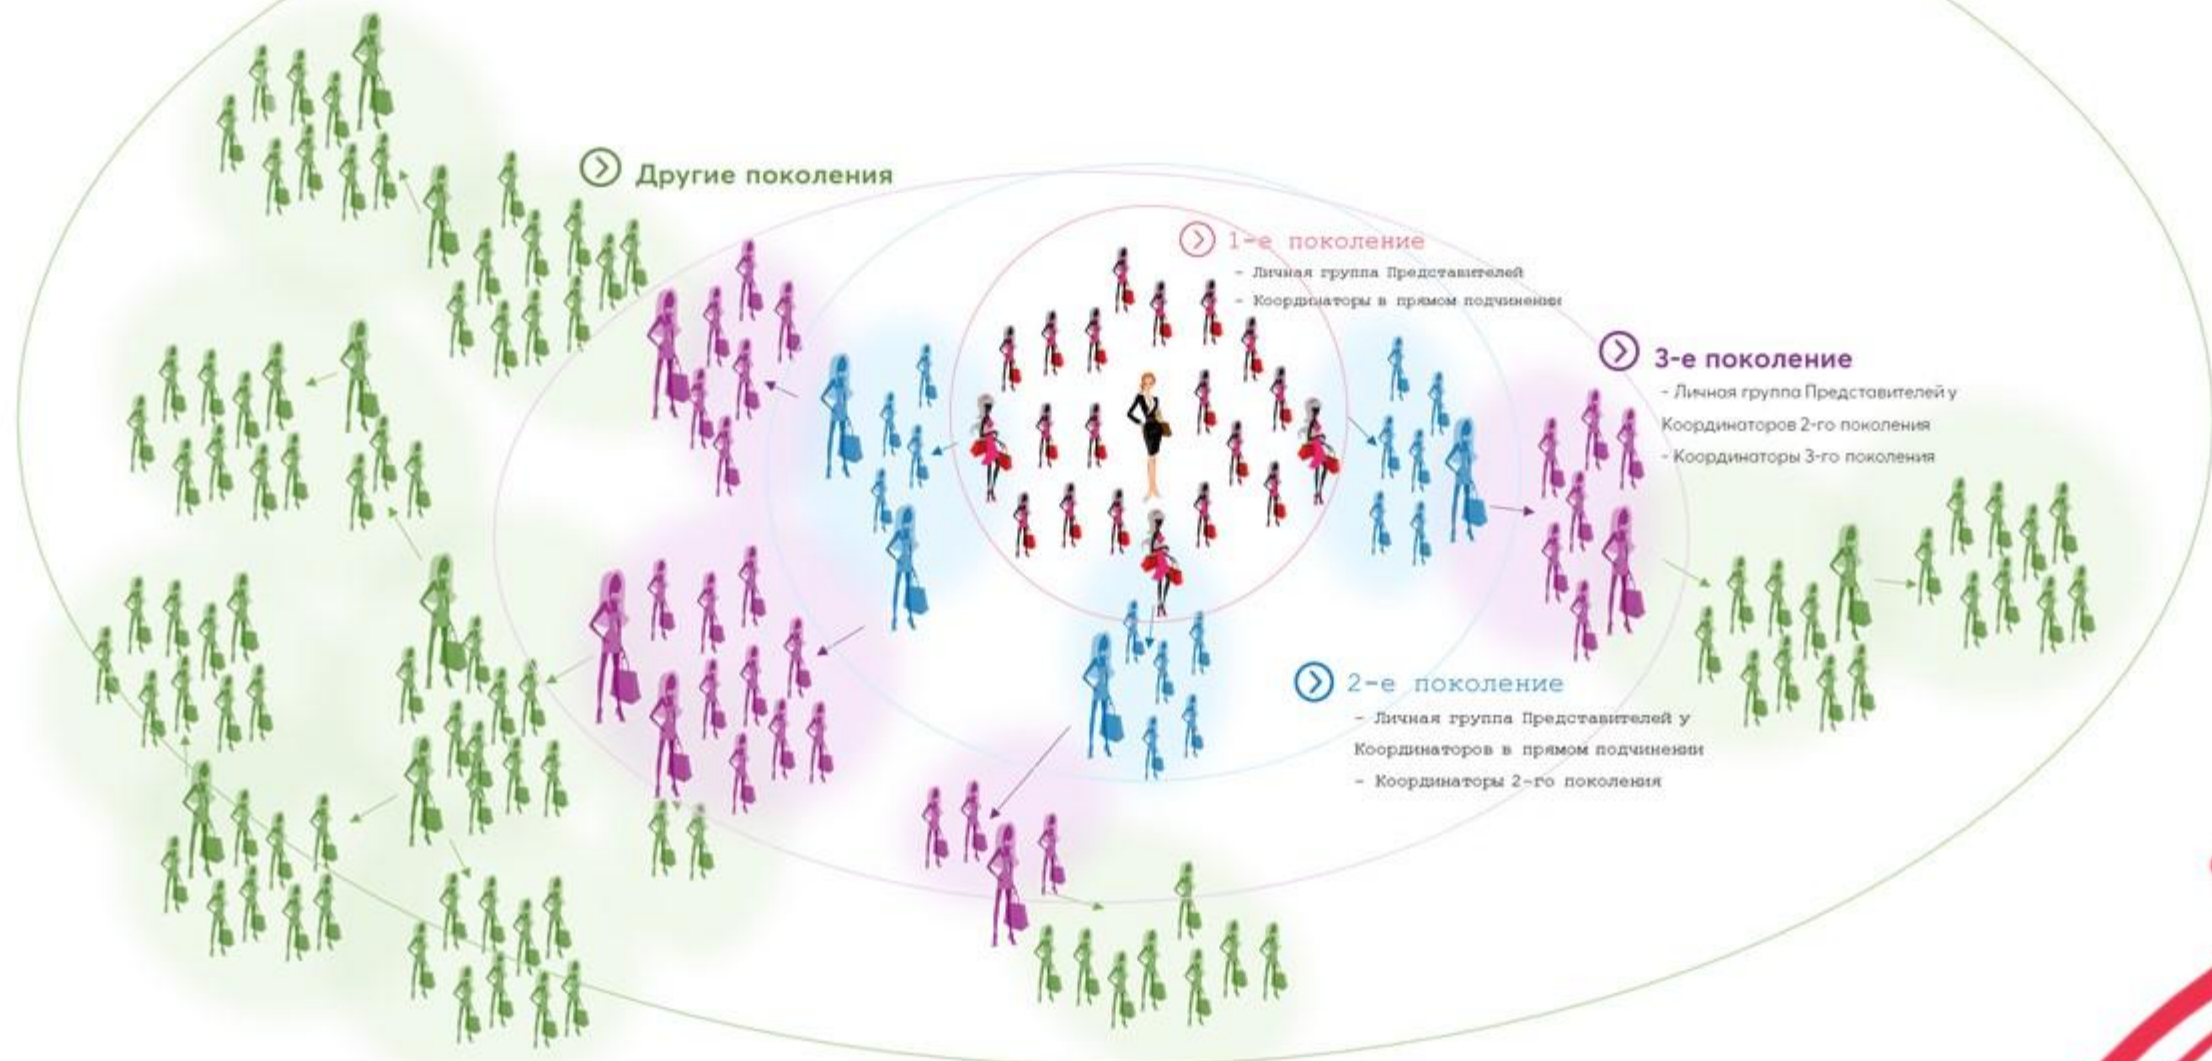 Другие поколения
1-е поколение
- Личная группа Представителей
- Координаторы в прямом подчинении
3-е поколение
- Личная группа Представителей у
Координаторов 2-го поколения
- Координаторы 3-го поколения
2-е поколение
- Личная группа Представителей у
Координаторов в прямом подчинении
- Координаторы 2-го поколения